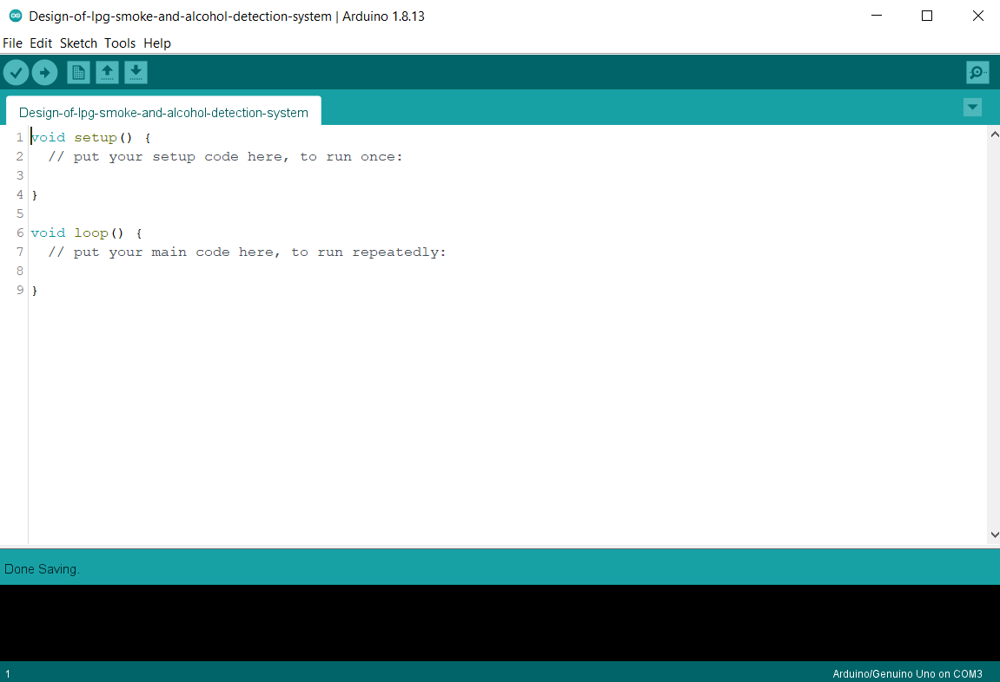 Design-of-lpg-smoke-and-alcohol-detection-system | Arduino 1.8.13
File Edit Sketch Tools Help
Design-of-lpg-smoke-and-alcohol-detection-system
1 void setup() {
2   // put your setup code here, to run once:
3
4 }
5
6 void loop() {
7   // put your main code here, to run repeatedly:
8
9 }
Done Saving.
1 Arduino/Genuino Uno on COM3